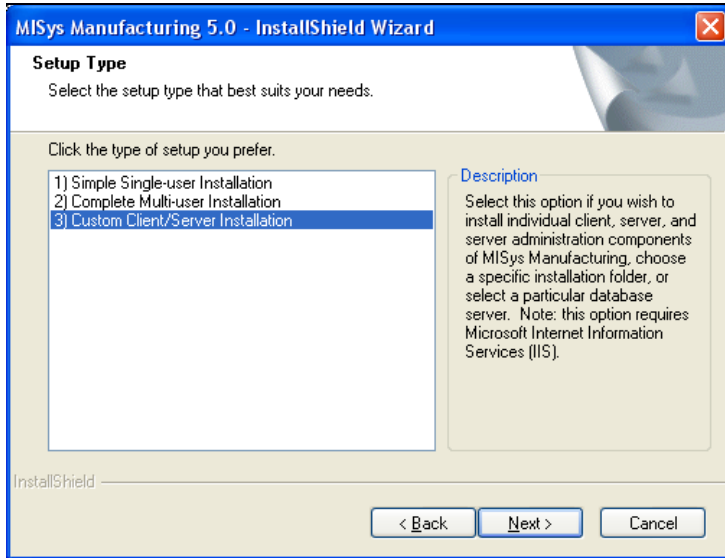 MISys Manufacturing 5.0 - InstallShield Wizard
Setup Type
Select the setup type that best suits your needs.
Click the type of setup you prefer.
1) Simple Single-user Installation
2) Complete Multi-user Installation
3) Custom Client/Server Installation
Description
Select this option if you wish to
install individual client, server, and
server administration components
of MISys Manufacturing, choose
a specific installation folder, or
select a particular database
server. Note: this option requires
Microsoft Internet Information
Services (IIS).
InstallShield
< Back
Next >
Cancel